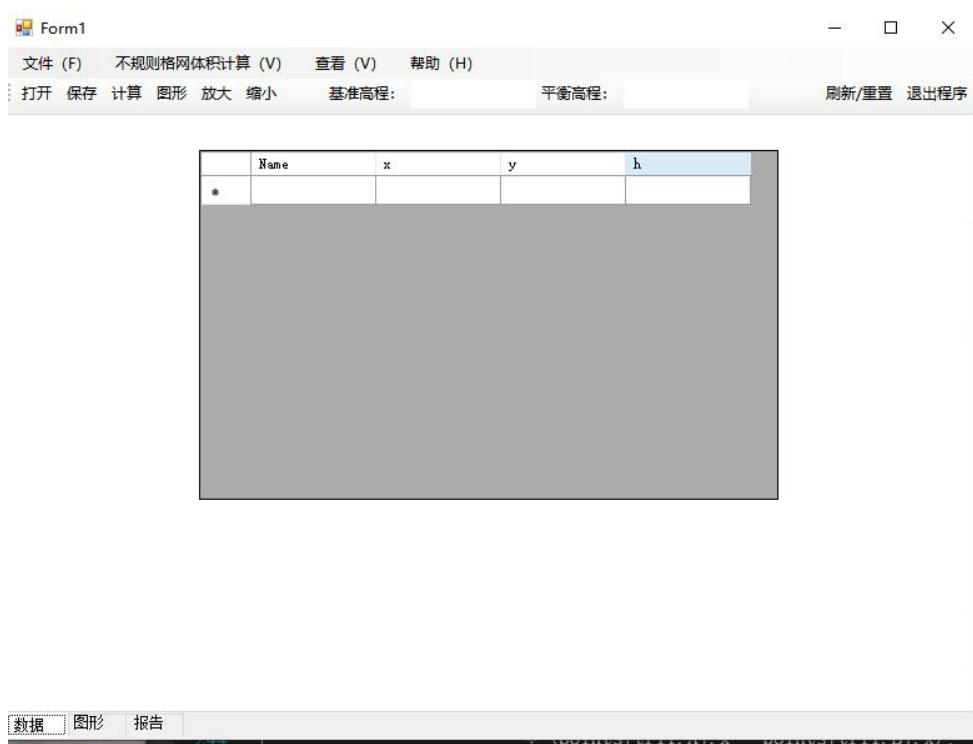 Form1
文件 (F) 不规则格网体积计算 (V) 查看 (V) 帮助 (H)
打开 保存 计算 图形 放大 缩小 基准高程: 平衡高程: 刷新/重置 退出程序
Name x y h
*
数据 图形 报告